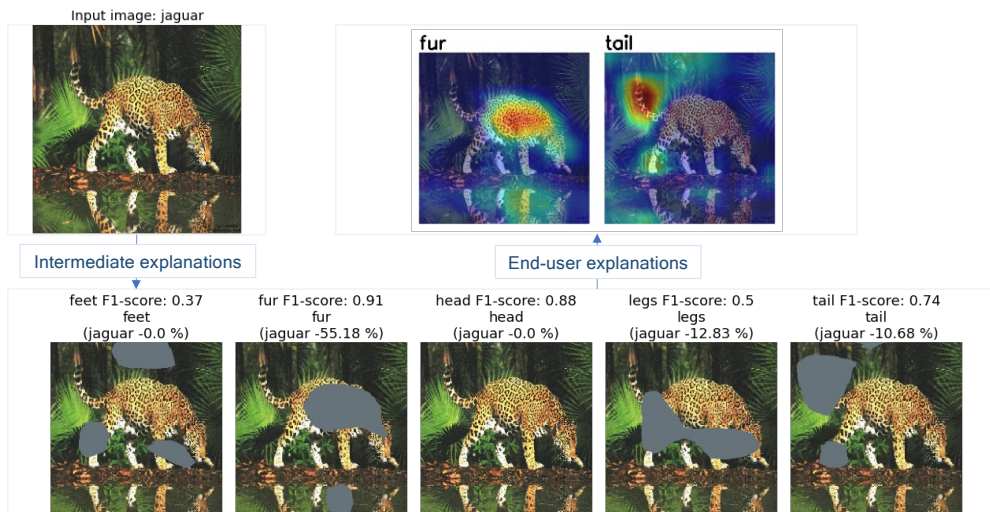 Input image: jaguar
fur
tail
Intermediate explanations
End-user explanations
feet F1-score: 0.37
feet
(jaguar -0.0 %)
fur F1-score: 0.91
fur
(jaguar -55.18 %)
head F1-score: 0.88
head
(jaguar -0.0 %)
legs F1-score: 0.5
legs
(jaguar -12.83 %)
tail F1-score: 0.74
tail
(jaguar -10.68 %)